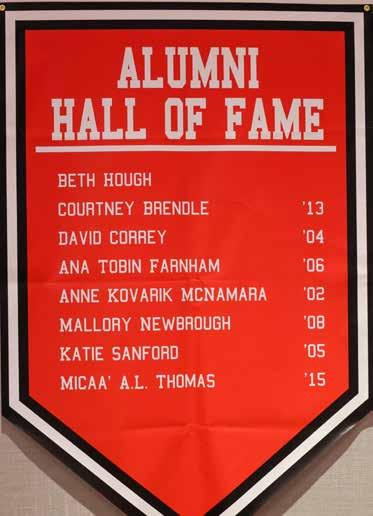 ALUMNI
HALL OF FAME
BETH HOUGH
COURTNEY BRENDLE '13
DAVID CORREY '04
ANA TOBIN FARNHAM '06
ANNE KOVARIK MCNAMARA '02
MALLORY NEWBROUGH '08
KATIE SANFORD '05
MICAA' A.L. THOMAS '15